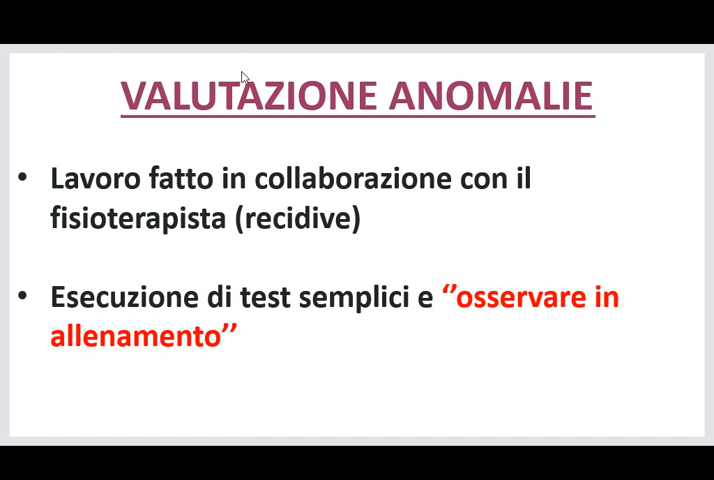 VALUTAZIONE ANOMALIE
• Lavoro fatto in collaborazione con il
fisioterapista (recidive)
• Esecuzione di test semplici e ‘’osservare in
allenamento’’